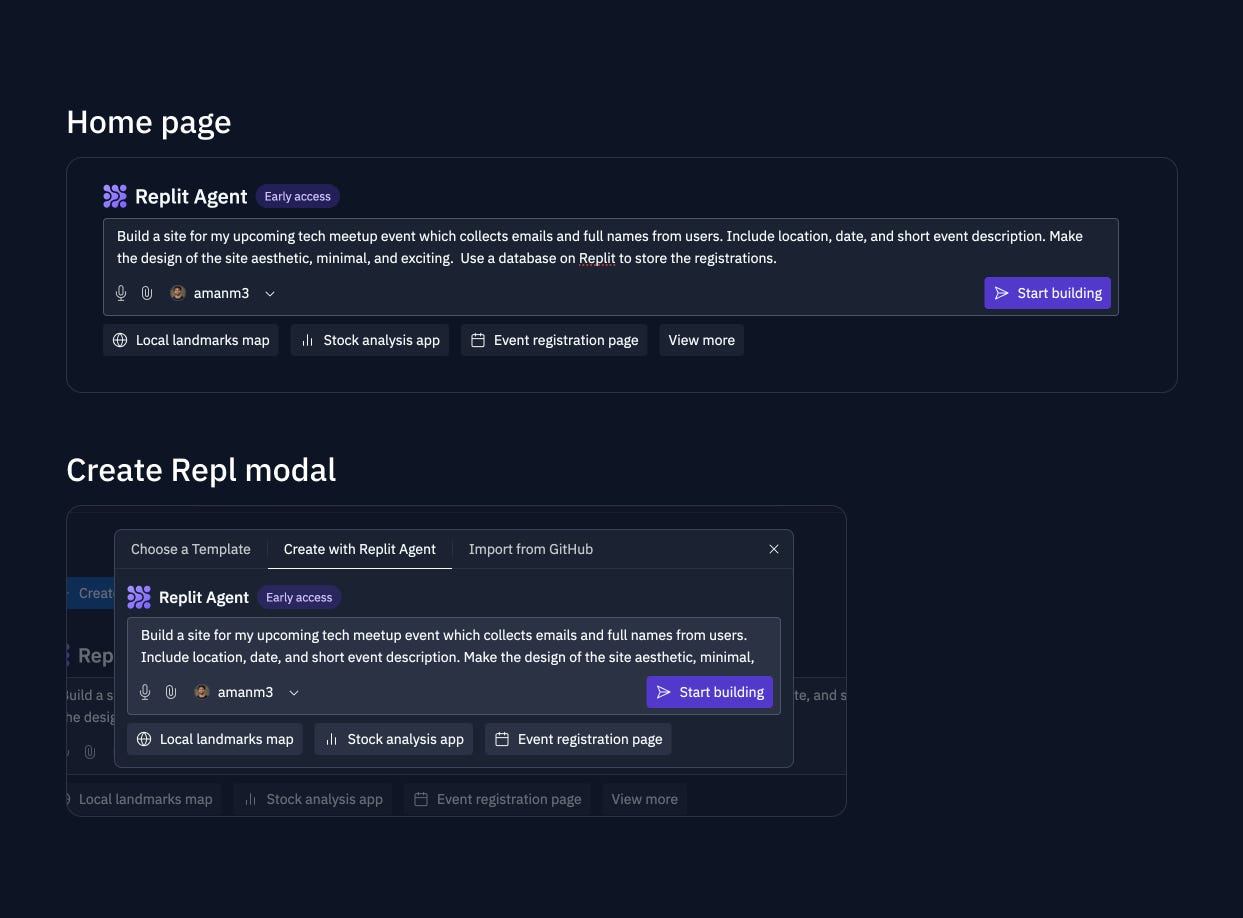 Home page
Replit Agent Early access
Build a site for my upcoming tech meetup event which collects emails and full names from users. Include location, date, and short event description. Make
the design of the site aesthetic, minimal, and exciting.  Use a database on Replit to store the registrations.
amanm3 Start building
Local landmarks map Stock analysis app Event registration page View more
Create Repl modal
Choose a Template Create with Replit Agent Import from GitHub
Replit Agent Early access
Build a site for my upcoming tech meetup event which collects emails and full names from users.
Include location, date, and short event description. Make the design of the site aesthetic, minimal,
amanm3 Start building
Local landmarks map Stock analysis app Event registration page
Creat
Rep
Build a s te, and s
he desig
Local landmarks map Stock analysis app Event registration page View more